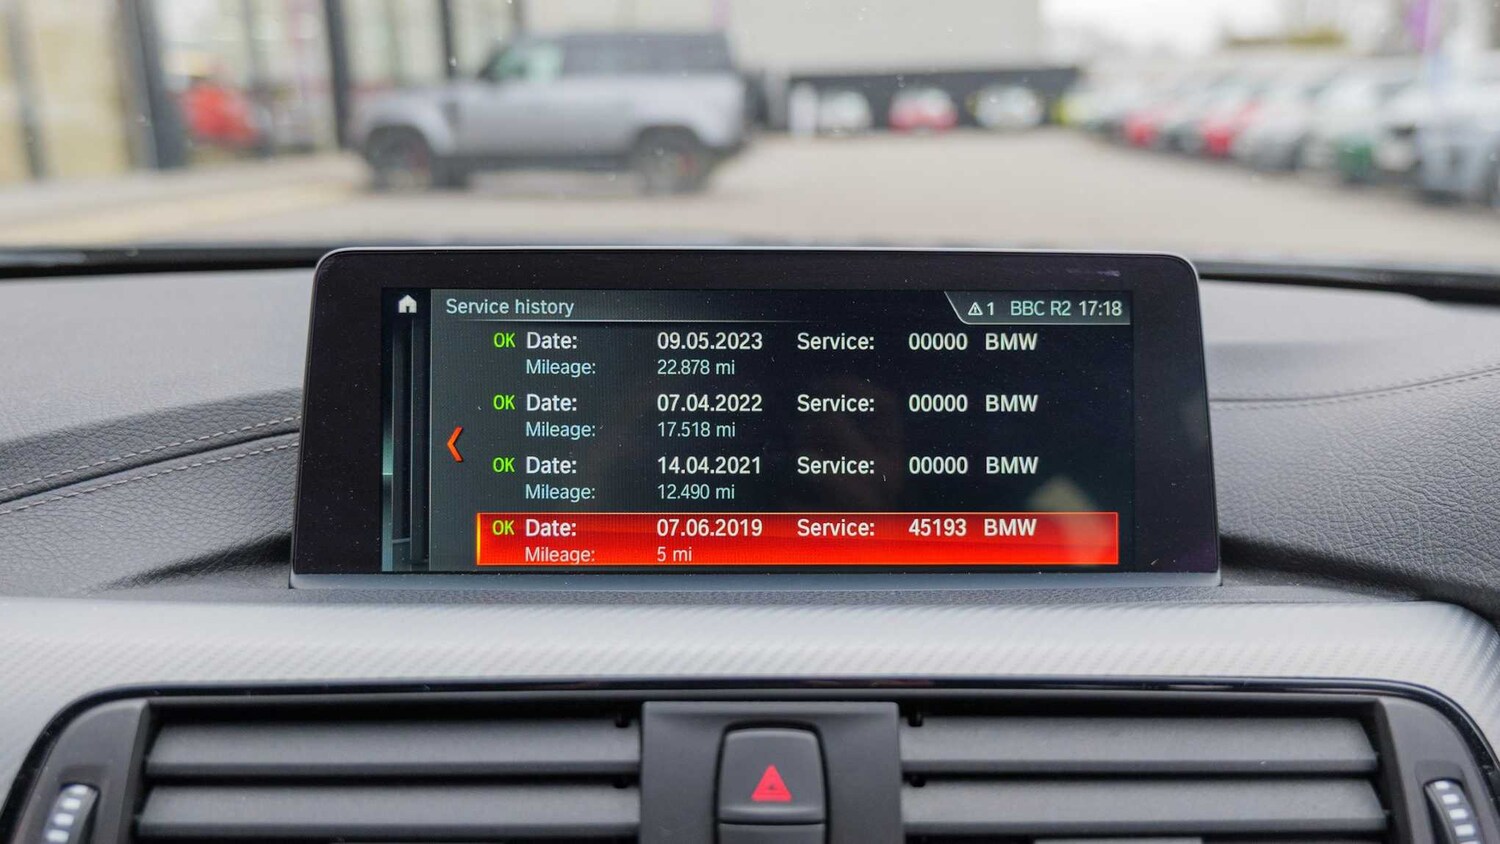 Service history
1 BBC R2 17:18
OK Date: 09.05.2023 Service: 00000 BMW
Mileage: 22.878 mi
OK Date: 07.04.2022 Service: 00000 BMW
Mileage: 17.518 mi
OK Date: 14.04.2021 Service: 00000 BMW
Mileage: 12.490 mi
OK Date: 07.06.2019 Service: 45193 BMW
Mileage: 5 mi